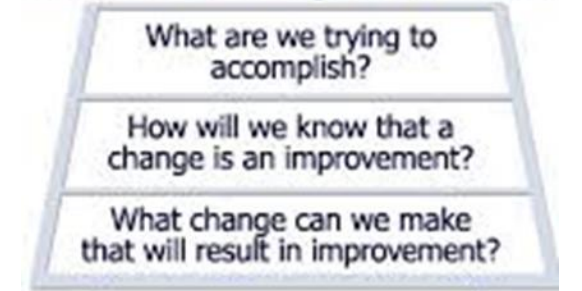 What are we trying to
accomplish?
How will we know that a
change is an improvement?
What change can we make
that will result in improvement?